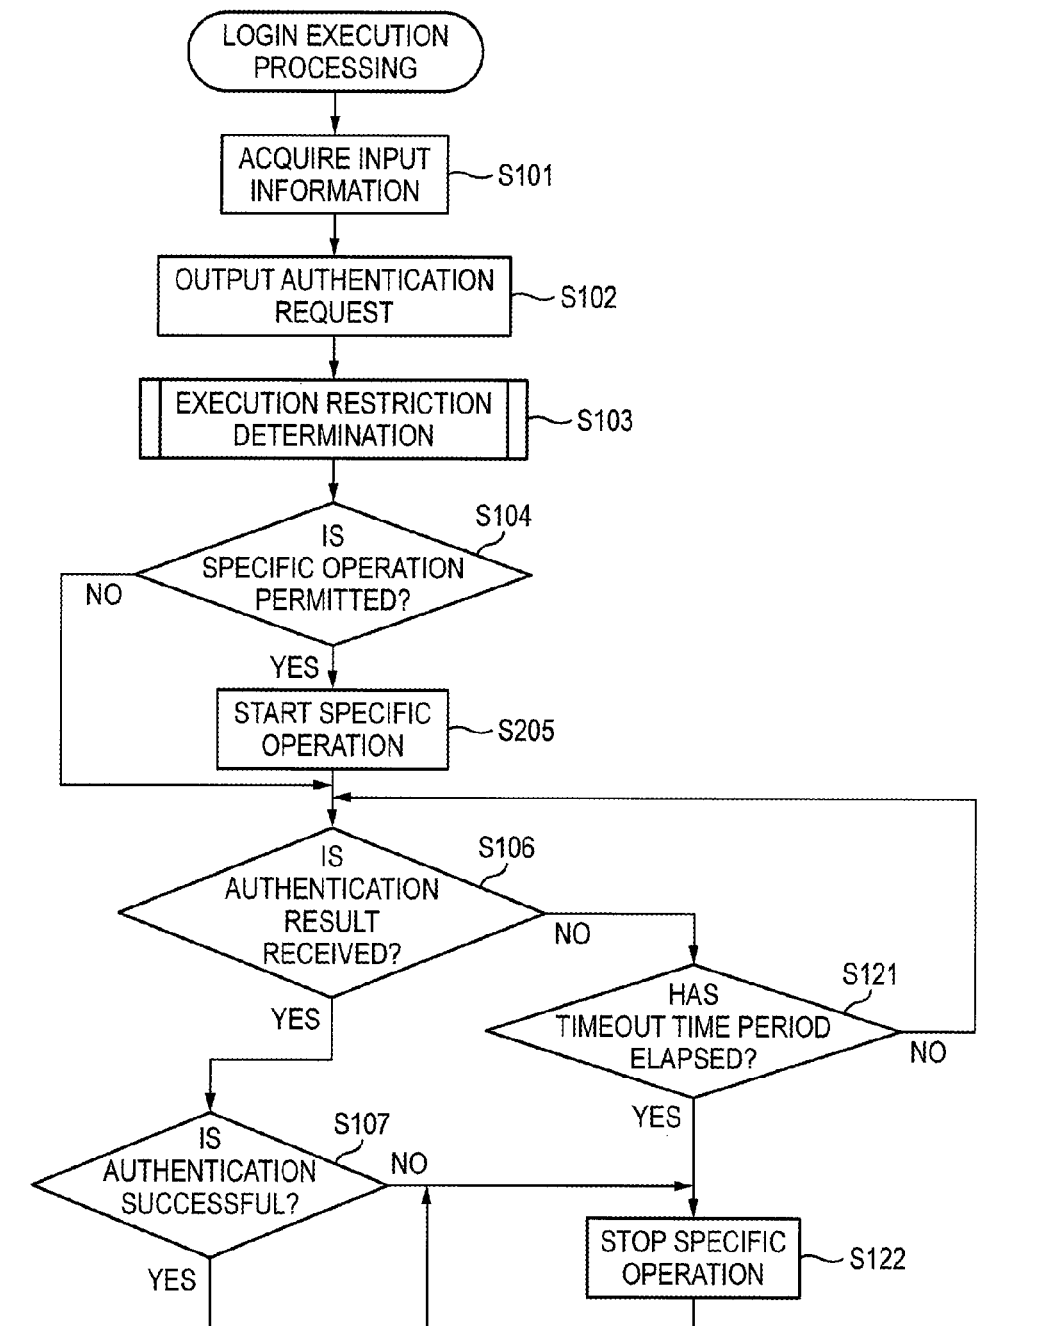 LOGIN EXECUTION
PROCESSING
ACQUIRE INPUT
INFORMATION
S101
OUTPUT AUTHENTICATION
REQUEST
S102
EXECUTION RESTRICTION
DETERMINATION
S103
S104
IS
SPECIFIC OPERATION
PERMITTED?
NO
YES
START SPECIFIC
OPERATION
S205
S106
IS
AUTHENTICATION
RESULT
RECEIVED?
NO
YES
S121
HAS
TIMEOUT TIME PERIOD
ELAPSED?
NO
YES
S107
IS
AUTHENTICATION
SUCCESSFUL?
NO
YES
STOP SPECIFIC
OPERATION
S122